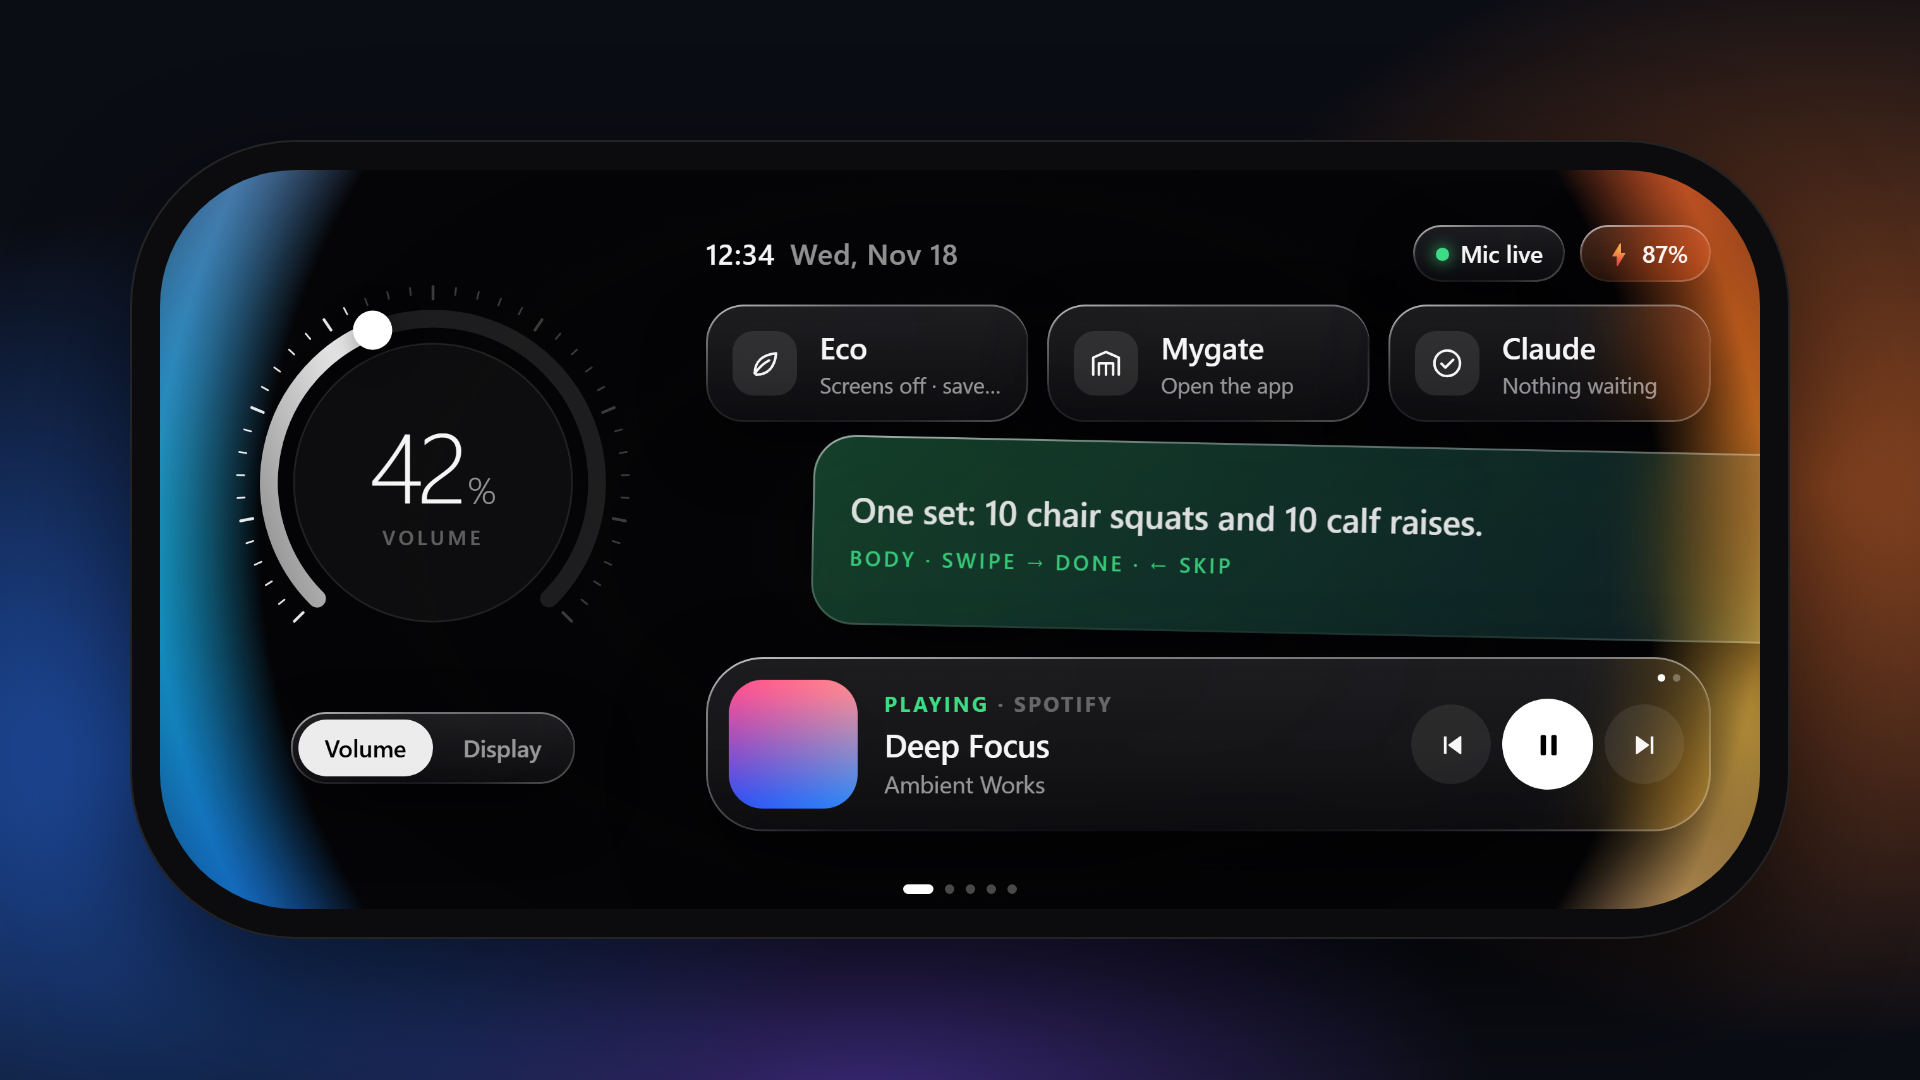 12:34 Wed, Nov 18
Mic live
87%
Eco
Screens off · save...
Mygate
Open the app
Claude
Nothing waiting
42%
VOLUME
One set: 10 chair squats and 10 calf raises.
BODY · SWIPE → DONE · ← SKIP
Volume
Display
PLAYING · SPOTIFY
Deep Focus
Ambient Works